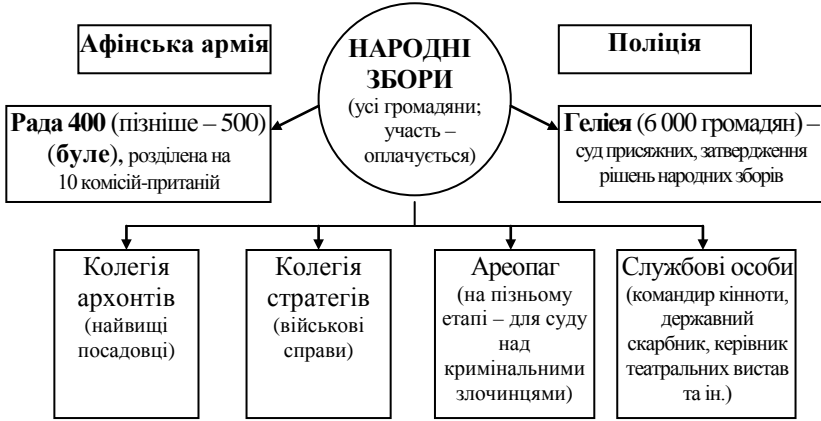 Афінська армія
НАРОДНІ
ЗБОРИ
(усі громадяни;
участь –
оплачується)
Поліція
Рада 400 (пізніше – 500)
(буле), розділена на
10 комісій-пританій
Геліея (6 000 громадян) –
суд присяжних, затвердження
рішень народних зборів
Колегія
архонтів
(найвищі
посадовці)
Колегія
стратегів
(військові
справи)
Ареопаг
(на пізньому
етапі – для суду
над
кримінальними
злочинцями)
Службові особи
(командир кінноти,
державний
скарбник, керівник
театральних вистав
та ін.)